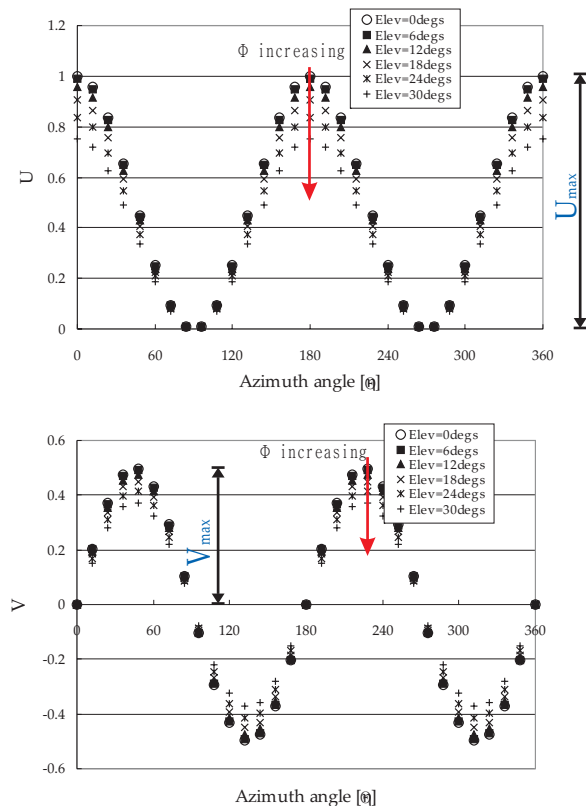 1.2
1
0.8
0.6
0.4
0.2
0
U
Φ increasing
Elev=0degs
Elev=6degs
Elev=12degs
Elev=18degs
Elev=24degs
Elev=30degs
Umax
0 60 120 180 240 300 360
Azimuth angle [θ]
0.6
0.4
0.2
0
-0.2
-0.4
-0.6
V
Vmax
Φ increasing
Elev=0degs
Elev=6degs
Elev=12degs
Elev=18degs
Elev=24degs
Elev=30degs
0 60 120 180 240 300 360
Azimuth angle [θ]